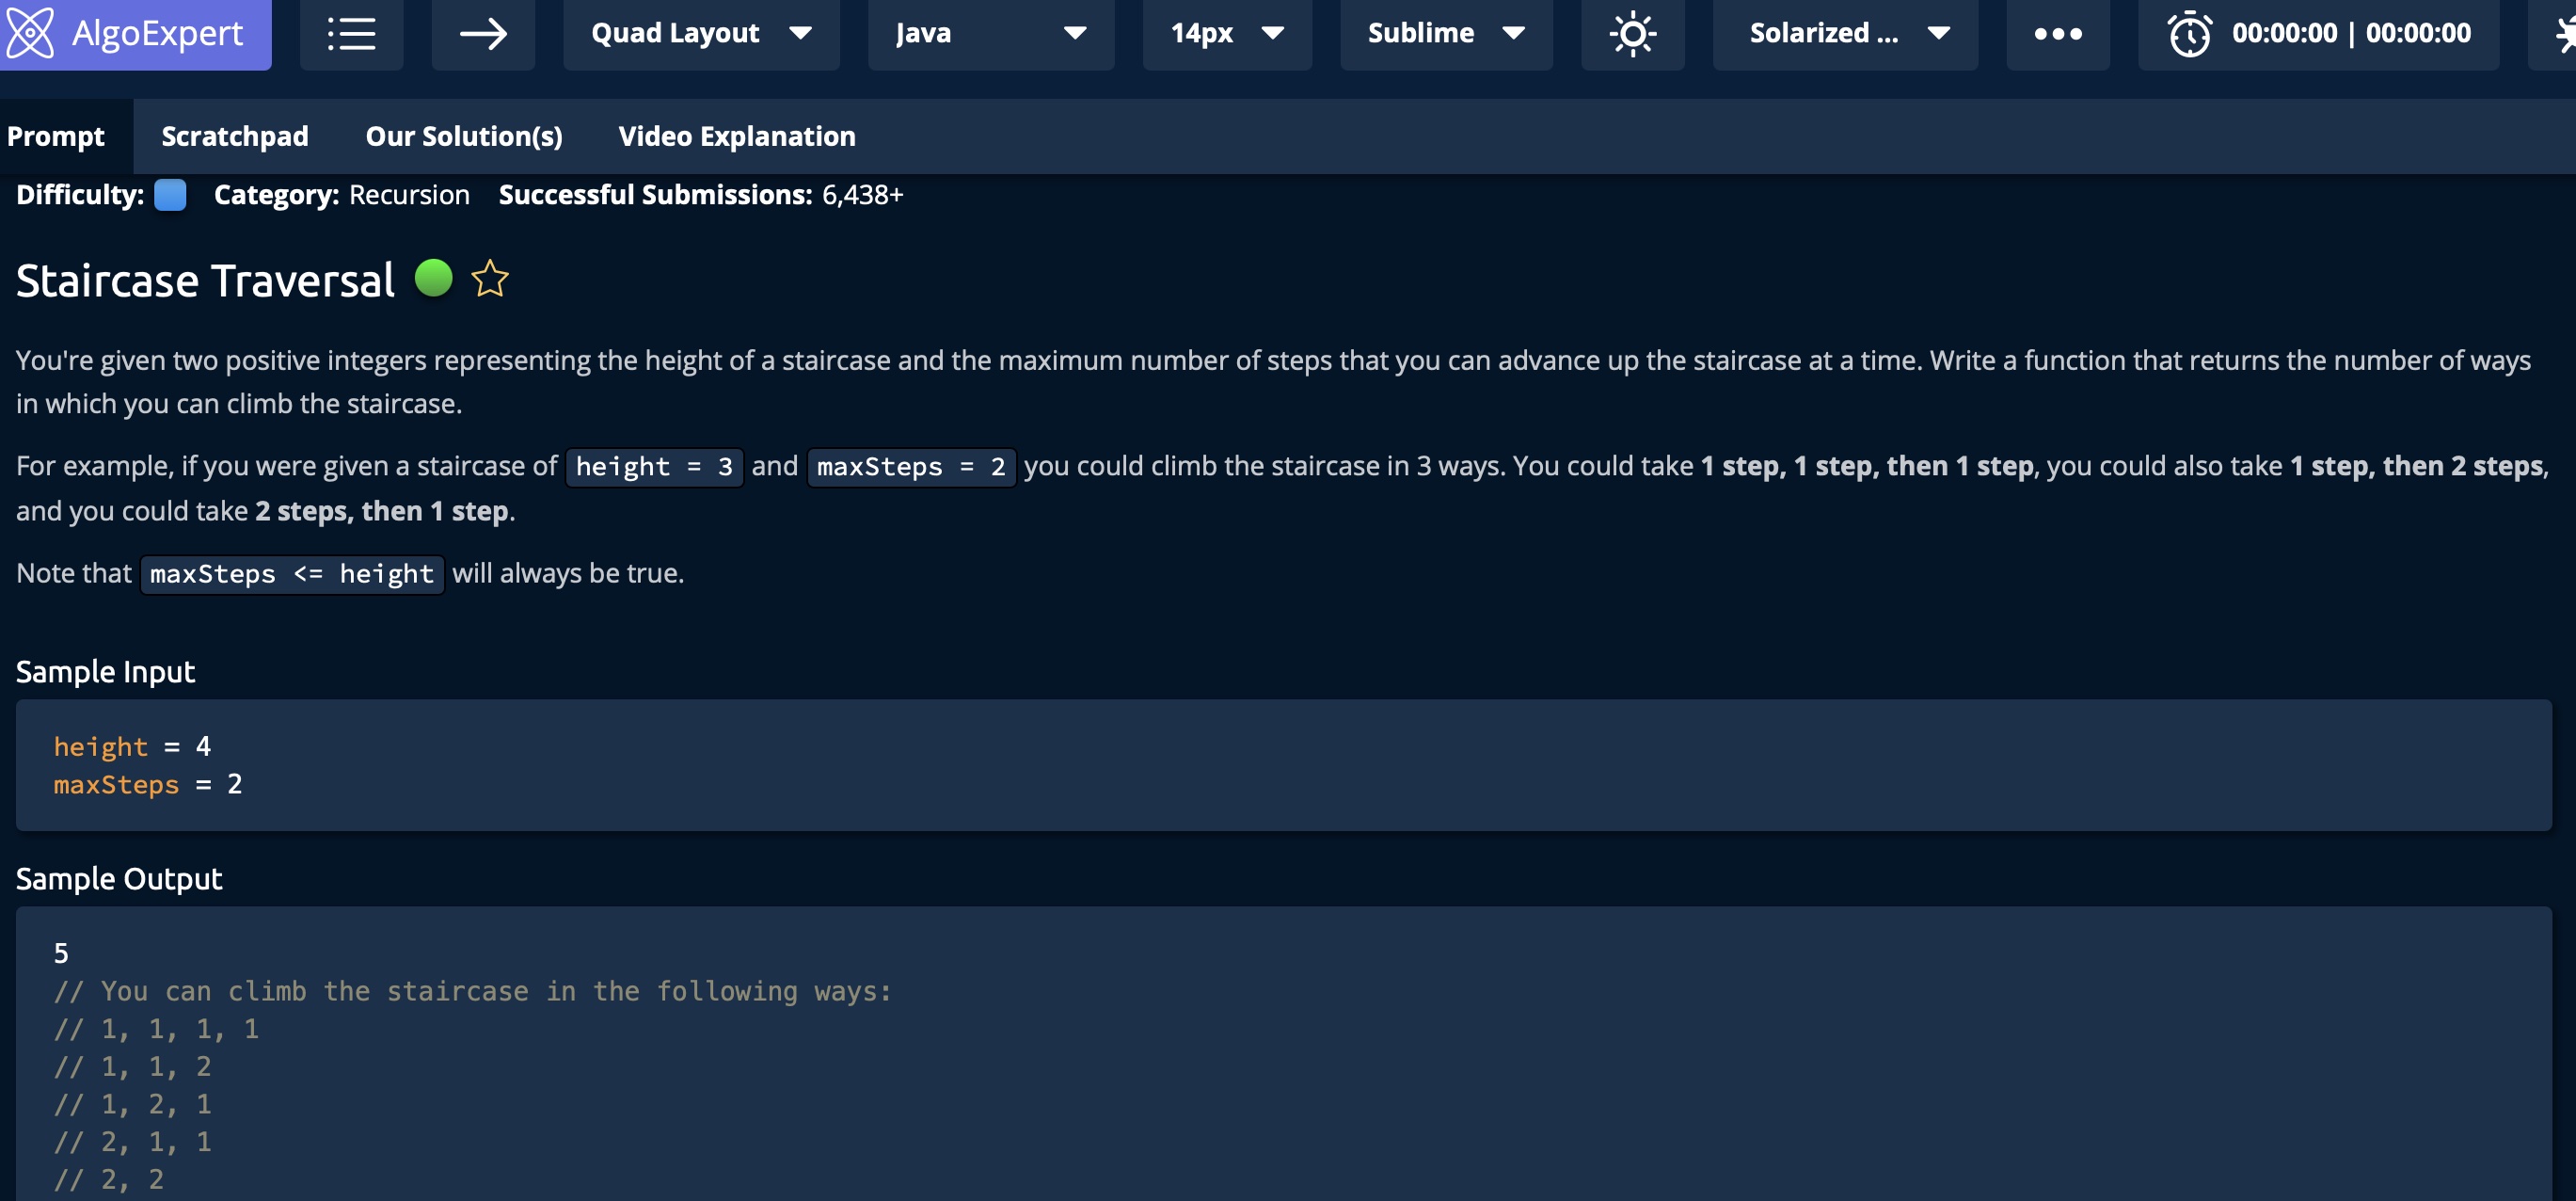 AlgoExpert Quad Layout Java 14px Sublime Solarized ... 00:00:00 | 00:00:00
Prompt Scratchpad Our Solution(s) Video Explanation
Difficulty: Category: Recursion Successful Submissions: 6,438+
Staircase Traversal
You're given two positive integers representing the height of a staircase and the maximum number of steps that you can advance up the staircase at a time. Write a function that returns the number of ways
in which you can climb the staircase.
For example, if you were given a staircase of height = 3 and maxSteps = 2 you could climb the staircase in 3 ways. You could take 1 step, 1 step, then 1 step, you could also take 1 step, then 2 steps,
and you could take 2 steps, then 1 step.
Note that maxSteps <= height will always be true.
Sample Input
height = 4
maxSteps = 2
Sample Output
5
// You can climb the staircase in the following ways:
// 1, 1, 1, 1
// 1, 1, 2
// 1, 2, 1
// 2, 1, 1
// 2, 2